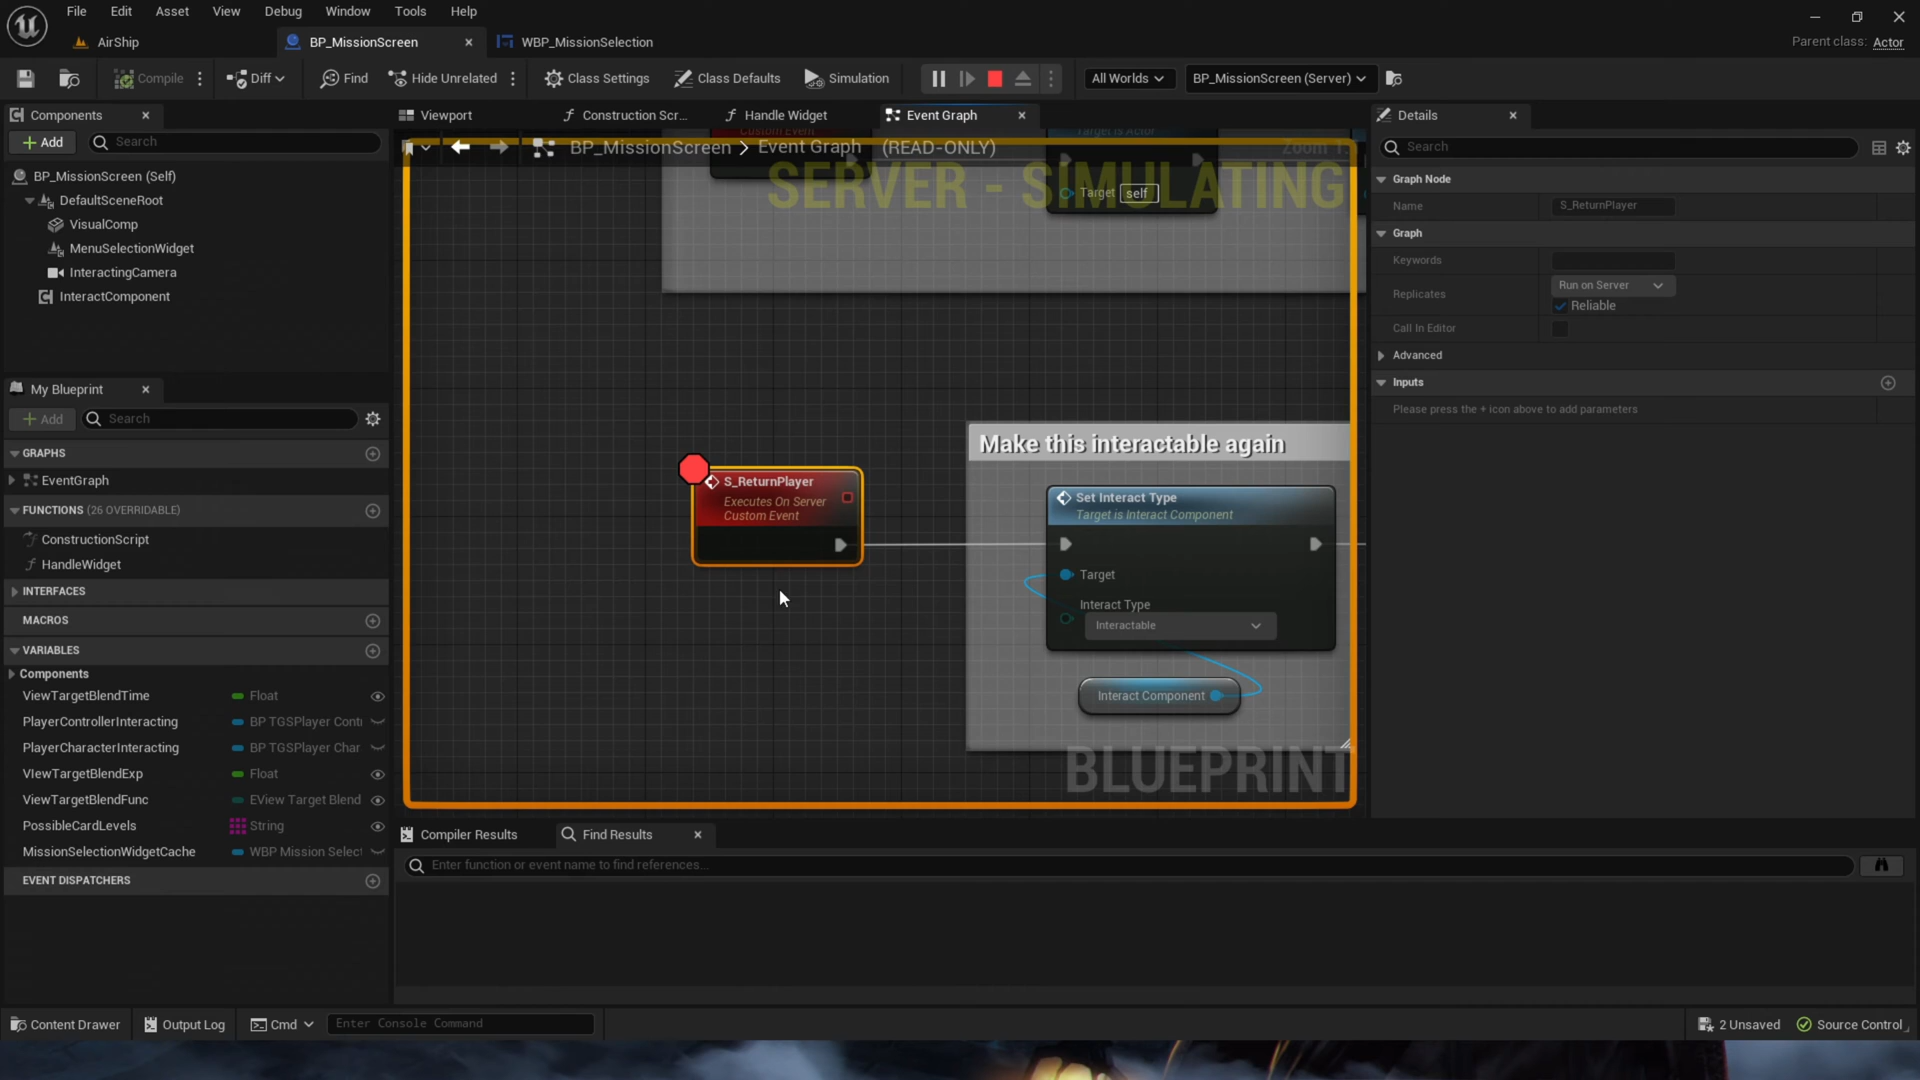 File Edit Asset View Debug Window Tools Help
AirShip BP_MissionScreen WBP_MissionSelection Parent class: Actor
Compile Diff Find Hide Unrelated Class Settings Class Defaults Simulation All Worlds BP_MissionScreen (Server)
Components
Add Search
BP_MissionScreen (Self)
DefaultSceneRoot
VisualComp
MenuSelectionWidget
InteractingCamera
InteractComponent
My Blueprint
Add Search
GRAPHS
EventGraph
FUNCTIONS (26 OVERRIDABLE)
ConstructionScript
HandleWidget
INTERFACES
MACROS
VARIABLES
Components
ViewTargetBlendTime Float
PlayerControllerInteracting BP TGSPlayer Contr
PlayerCharacterInteracting BP TGSPlayer Char
VIewTargetBlendExp Float
ViewTargetBlendFunc EView Target Blend
PossibleCardLevels String
MissionSelectionWidgetCache WBP Mission Select
EVENT DISPATCHERS
Viewport Construction Scr... Handle Widget Event Graph
Custom Event Target is Actor
BP_MissionScreen > Event Graph (READ-ONLY)
SERVER - SIMULATING
Target self
Make this interactable again
S_ReturnPlayer
Executes On Server
Custom Event
Set Interact Type
Target is Interact Component
Target
Interact Type
Interactable
Interact Component
BLUEPRINT
Details
Search
Graph Node
Name S_ReturnPlayer
Graph
Keywords
Replicates Run on Server
Reliable
Call In Editor
Advanced
Inputs
Please press the + icon above to add parameters
Compiler Results Find Results
Enter function or event name to find references...
Content Drawer Output Log Cmd Enter Console Command 2 Unsaved Source Control